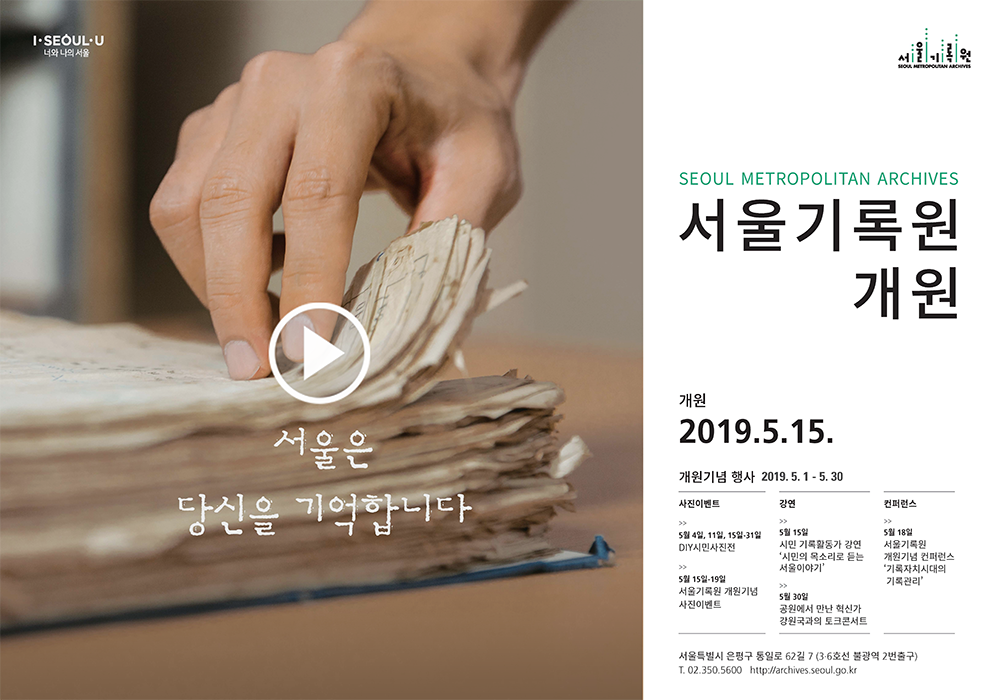 I·SEOUL·U
너와 나의 서울
서울은
당신을 기억합니다
서울기록원
SEOUL METROPOLITAN ARCHIVES
SEOUL METROPOLITAN ARCHIVES
서울기록원
개원
개원
2019.5.15.
개원기념 행사 2019. 5. 1 - 5. 30
사진이벤트
>>
5월 4일, 11일, 15일-31일
DIY시민사진전
>>
5월 15일-19일
서울기록원 개원기념
사진이벤트
강연
>>
5월 15일
시민 기록활동가 강연
'시민의 목소리로 듣는
서울이야기'
>>
5월 30일
공원에서 만난 혁신가
강원국과의 토크콘서트
컨퍼런스
>>
5월 18일
서울기록원
개원기념 컨퍼런스
'기록자치시대의
기록관리'
서울특별시 은평구 통일로 62길 7 (3·6호선 불광역 2번출구)
T. 02.350.5600 http://archives.seoul.go.kr